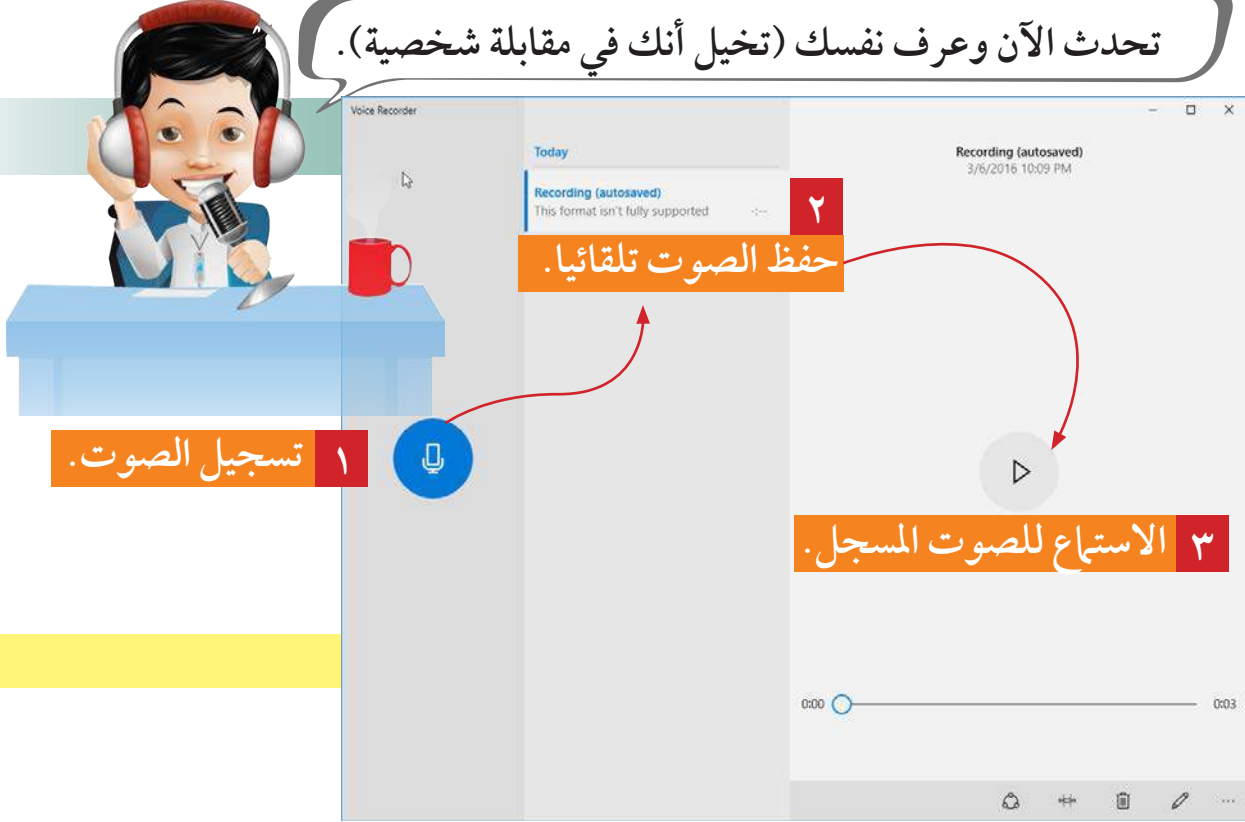 تحدث الآن وعرف نفسك (تخيل أنك في مقابلة شخصية).
Voice Recorder
Today
Recording (autosaved)
This format isn't fully supported -:--
Recording (autosaved)
3/6/2016 10:09 PM
٢
حفظ الصوت تلقائيا.
١ تسجيل الصوت.
٣ الاستماع للصوت المسجل.
0:00
0:03